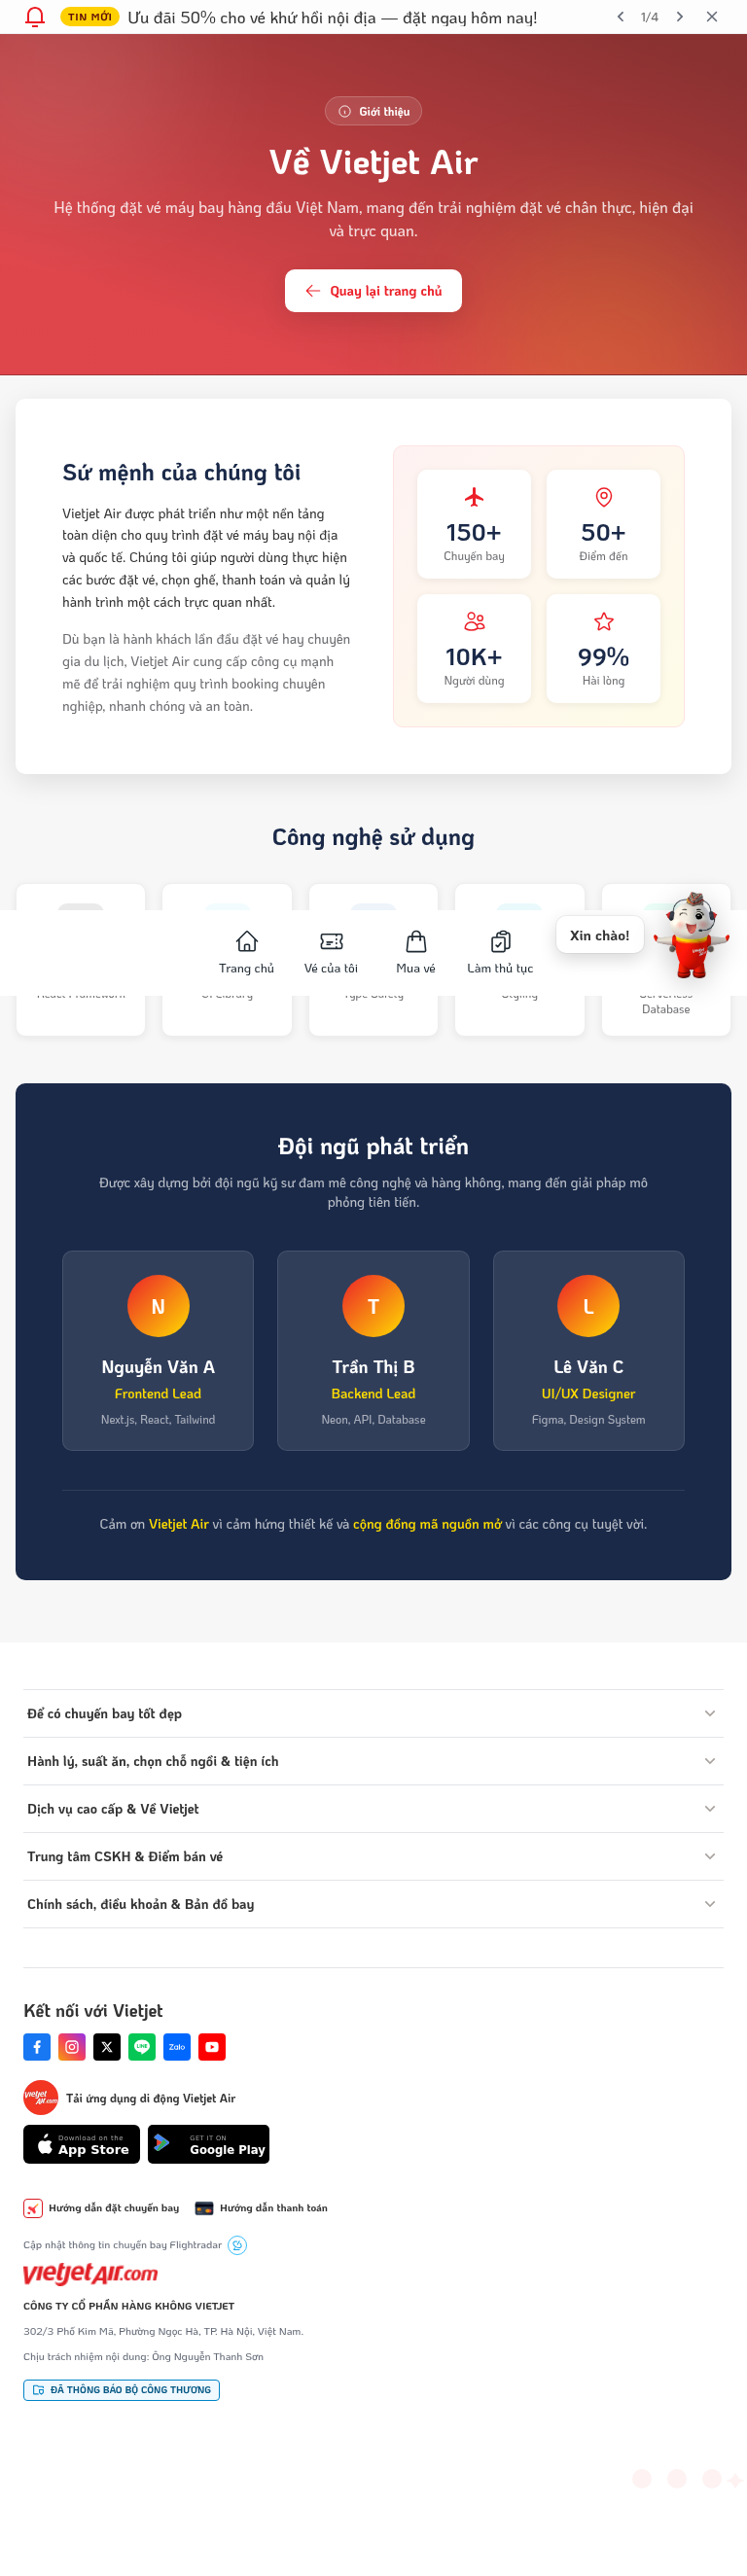 TIN MỚI Ưu đãi 50% cho vé khứ hồi nội địa — đặt ngay hôm nay! 1/4
Giới thiệu
Về Vietjet Air
Hệ thống đặt vé máy bay hàng đầu Việt Nam, mang đến trải nghiệm đặt vé chân thực, hiện đại
và trực quan.
Quay lại trang chủ
Sứ mệnh của chúng tôi
Vietjet Air được phát triển như một nền tảng
toàn diện cho quy trình đặt vé máy bay nội địa
và quốc tế. Chúng tôi giúp người dùng thực hiện
các bước đặt vé, chọn ghế, thanh toán và quản lý
hành trình một cách trực quan nhất.
Dù bạn là hành khách lần đầu đặt vé hay chuyên
gia du lịch, Vietjet Air cung cấp công cụ mạnh
mẽ để trải nghiệm quy trình booking chuyên
nghiệp, nhanh chóng và an toàn.
150+
Chuyến bay
50+
Điểm đến
10K+
Người dùng
99%
Hài lòng
Công nghệ sử dụng
Trang chủ
Vé của tôi
Mua vé
Làm thủ tục
Xin chào!
Database
Đội ngũ phát triển
Được xây dựng bởi đội ngũ kỹ sư đam mê công nghệ và hàng không, mang đến giải pháp mô
phỏng tiên tiến.
N
Nguyễn Văn A
Frontend Lead
Next.js, React, Tailwind
T
Trần Thị B
Backend Lead
Neon, API, Database
L
Lê Văn C
UI/UX Designer
Figma, Design System
Cảm ơn Vietjet Air vì cảm hứng thiết kế và cộng đồng mã nguồn mở vì các công cụ tuyệt vời.
Để có chuyến bay tốt đẹp
Hành lý, suất ăn, chọn chỗ ngồi & tiện ích
Dịch vụ cao cấp & Về Vietjet
Trung tâm CSKH & Điểm bán vé
Chính sách, điều khoản & Bản đồ bay
Kết nối với Vietjet
LINE
Zalo
vietjet Air.com Tải ứng dụng di động Vietjet Air
Download on the
App Store
GET IT ON
Google Play
Hướng dẫn đặt chuyến bay Hướng dẫn thanh toán
Cập nhật thông tin chuyến bay Flightradar
vietjetAir.com
CÔNG TY CỔ PHẦN HÀNG KHÔNG VIETJET
302/3 Phố Kim Mã, Phường Ngọc Hà, TP. Hà Nội, Việt Nam.
Chịu trách nhiệm nội dung: Ông Nguyễn Thanh Sơn
ĐÃ THÔNG BÁO BỘ CÔNG THƯƠNG